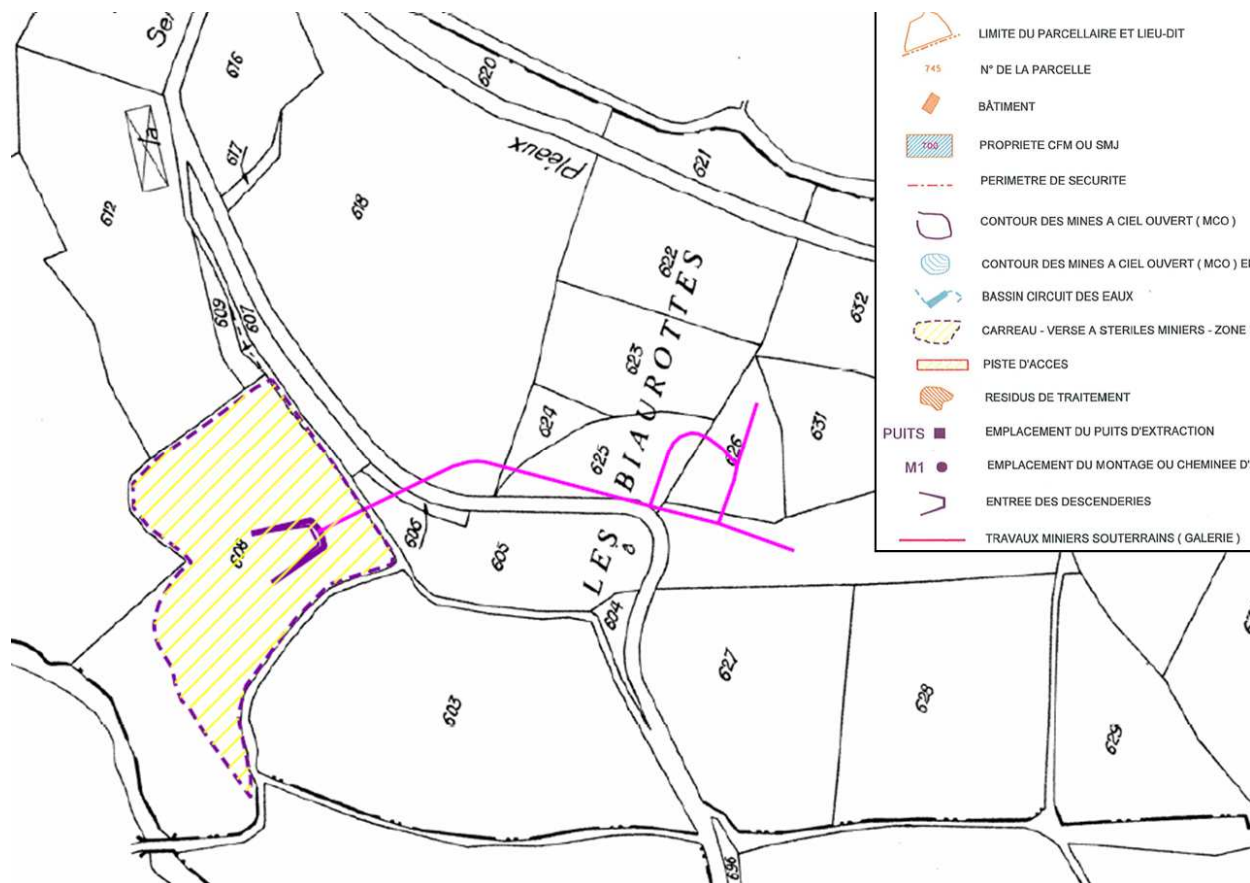 LIMITE DU PARCELLAIRE ET LIEU-DIT
745 N° DE LA PARCELLE
BÂTIMENT
700 PROPRIETE CFM OU SMJ
PERIMETRE DE SECURITE
CONTOUR DES MINES A CIEL OUVERT ( MCO )
CONTOUR DES MINES A CIEL OUVERT ( MCO )
BASSIN CIRCUIT DES EAUX
CARREAU - VERSE A STERILES MINIERS - ZONE
PISTE D'ACCES
RESIDUS DE TRAITEMENT
PUITS EMPLACEMENT DU PUITS D'EXTRACTION
M1 EMPLACEMENT DU MONTAGE OU CHEMINEE
ENTREE DES DESCENDERIES
TRAVAUX MINIERS SOUTERRAINS ( GALERIE )
616
620
617
621
Pleaux
612
618
622
609
607
632
623
624
625
626
631
LES BIAUROTTES
606
605
608
604
603
627
628
629
696